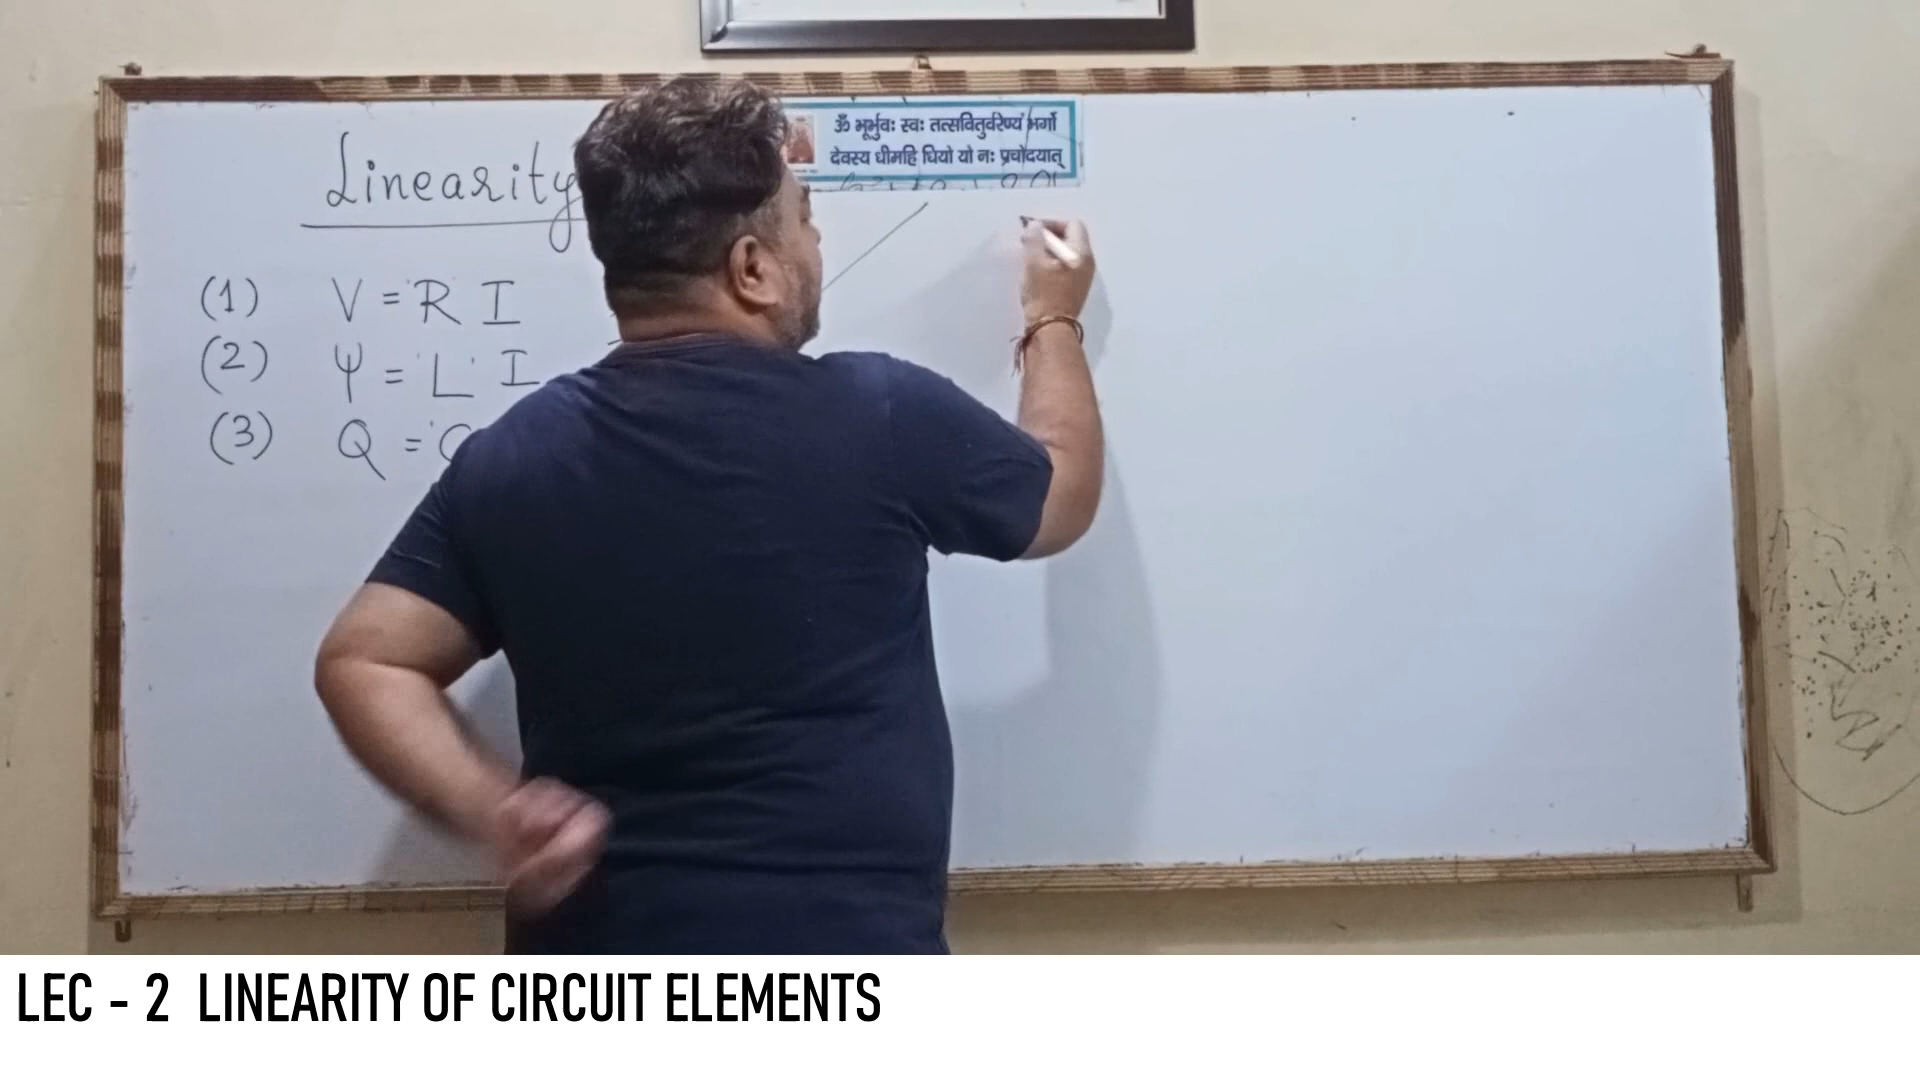 Linearity
ॐ भूर्भुवः स्वः तत्सवितुर्वरेण्यं भर्गो
देवस्य धीमहि धियो यो नः प्रचोदयात्
(1) V = 'R' I
(2) Ψ = 'L' I
(3) Q = 'C
LEC - 2 LINEARITY OF CIRCUIT ELEMENTS